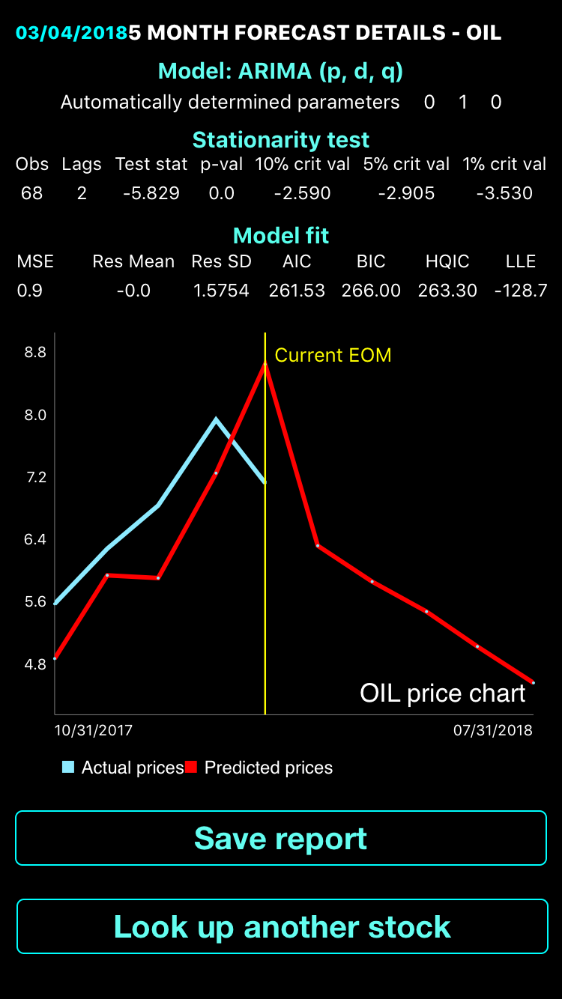 03/04/20185 MONTH FORECAST DETAILS - OIL
Model: ARIMA (p, d, q)
Automatically determined parameters 0 1 0
Stationarity test
Obs Lags Test stat p-val 10% crit val 5% crit val 1% crit val
68 2 -5.829 0.0 -2.590 -2.905 -3.530
Model fit
MSE Res Mean Res SD AIC BIC HQIC LLE
0.9 -0.0 1.5754 261.53 266.00 263.30 -128.7
8.8
Current EOM
8.0
7.2
6.4
5.6
4.8
OIL price chart
10/31/2017 07/31/2018
Actual prices Predicted prices
Save report
Look up another stock